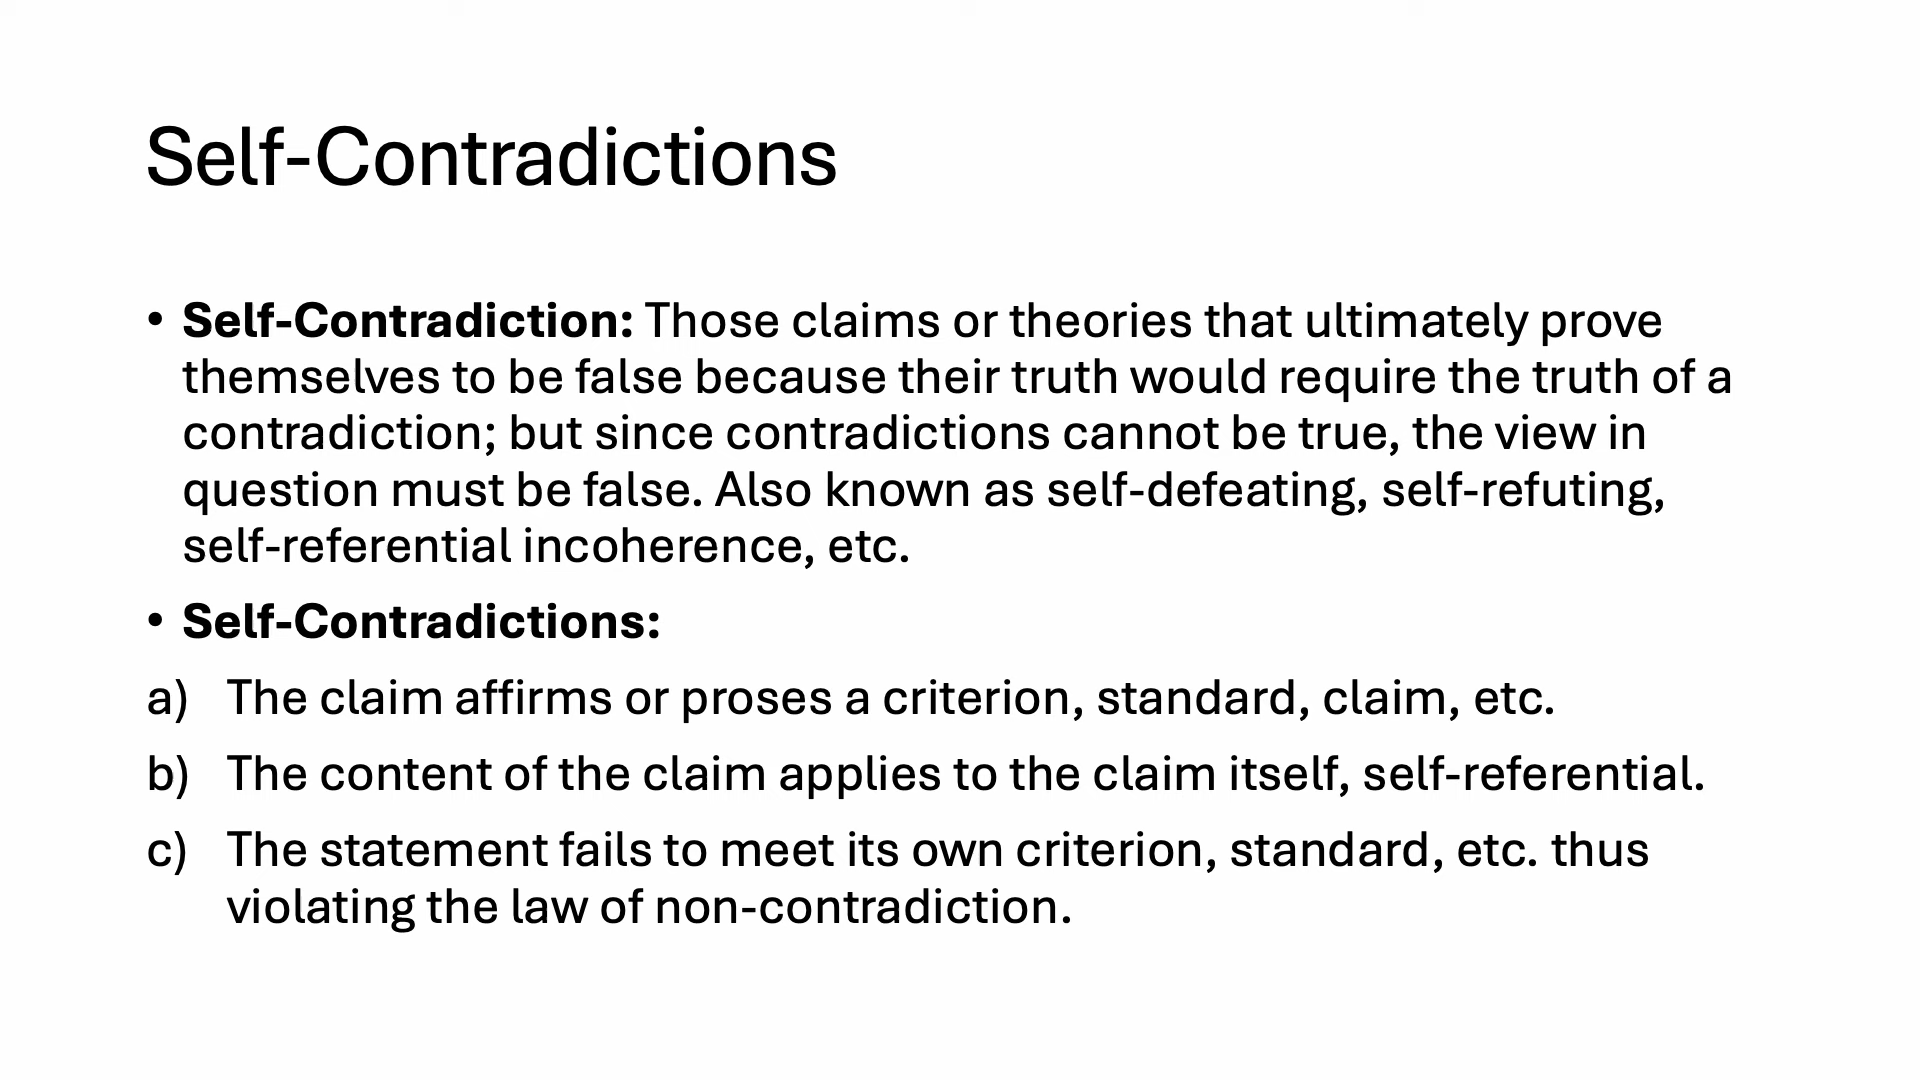 Self-Contradictions
• Self-Contradiction: Those claims or theories that ultimately prove
themselves to be false because their truth would require the truth of a
contradiction; but since contradictions cannot be true, the view in
question must be false. Also known as self-defeating, self-refuting,
self-referential incoherence, etc.
• Self-Contradictions:
a) The claim affirms or proses a criterion, standard, claim, etc.
b) The content of the claim applies to the claim itself, self-referential.
c) The statement fails to meet its own criterion, standard, etc. thus
violating the law of non-contradiction.